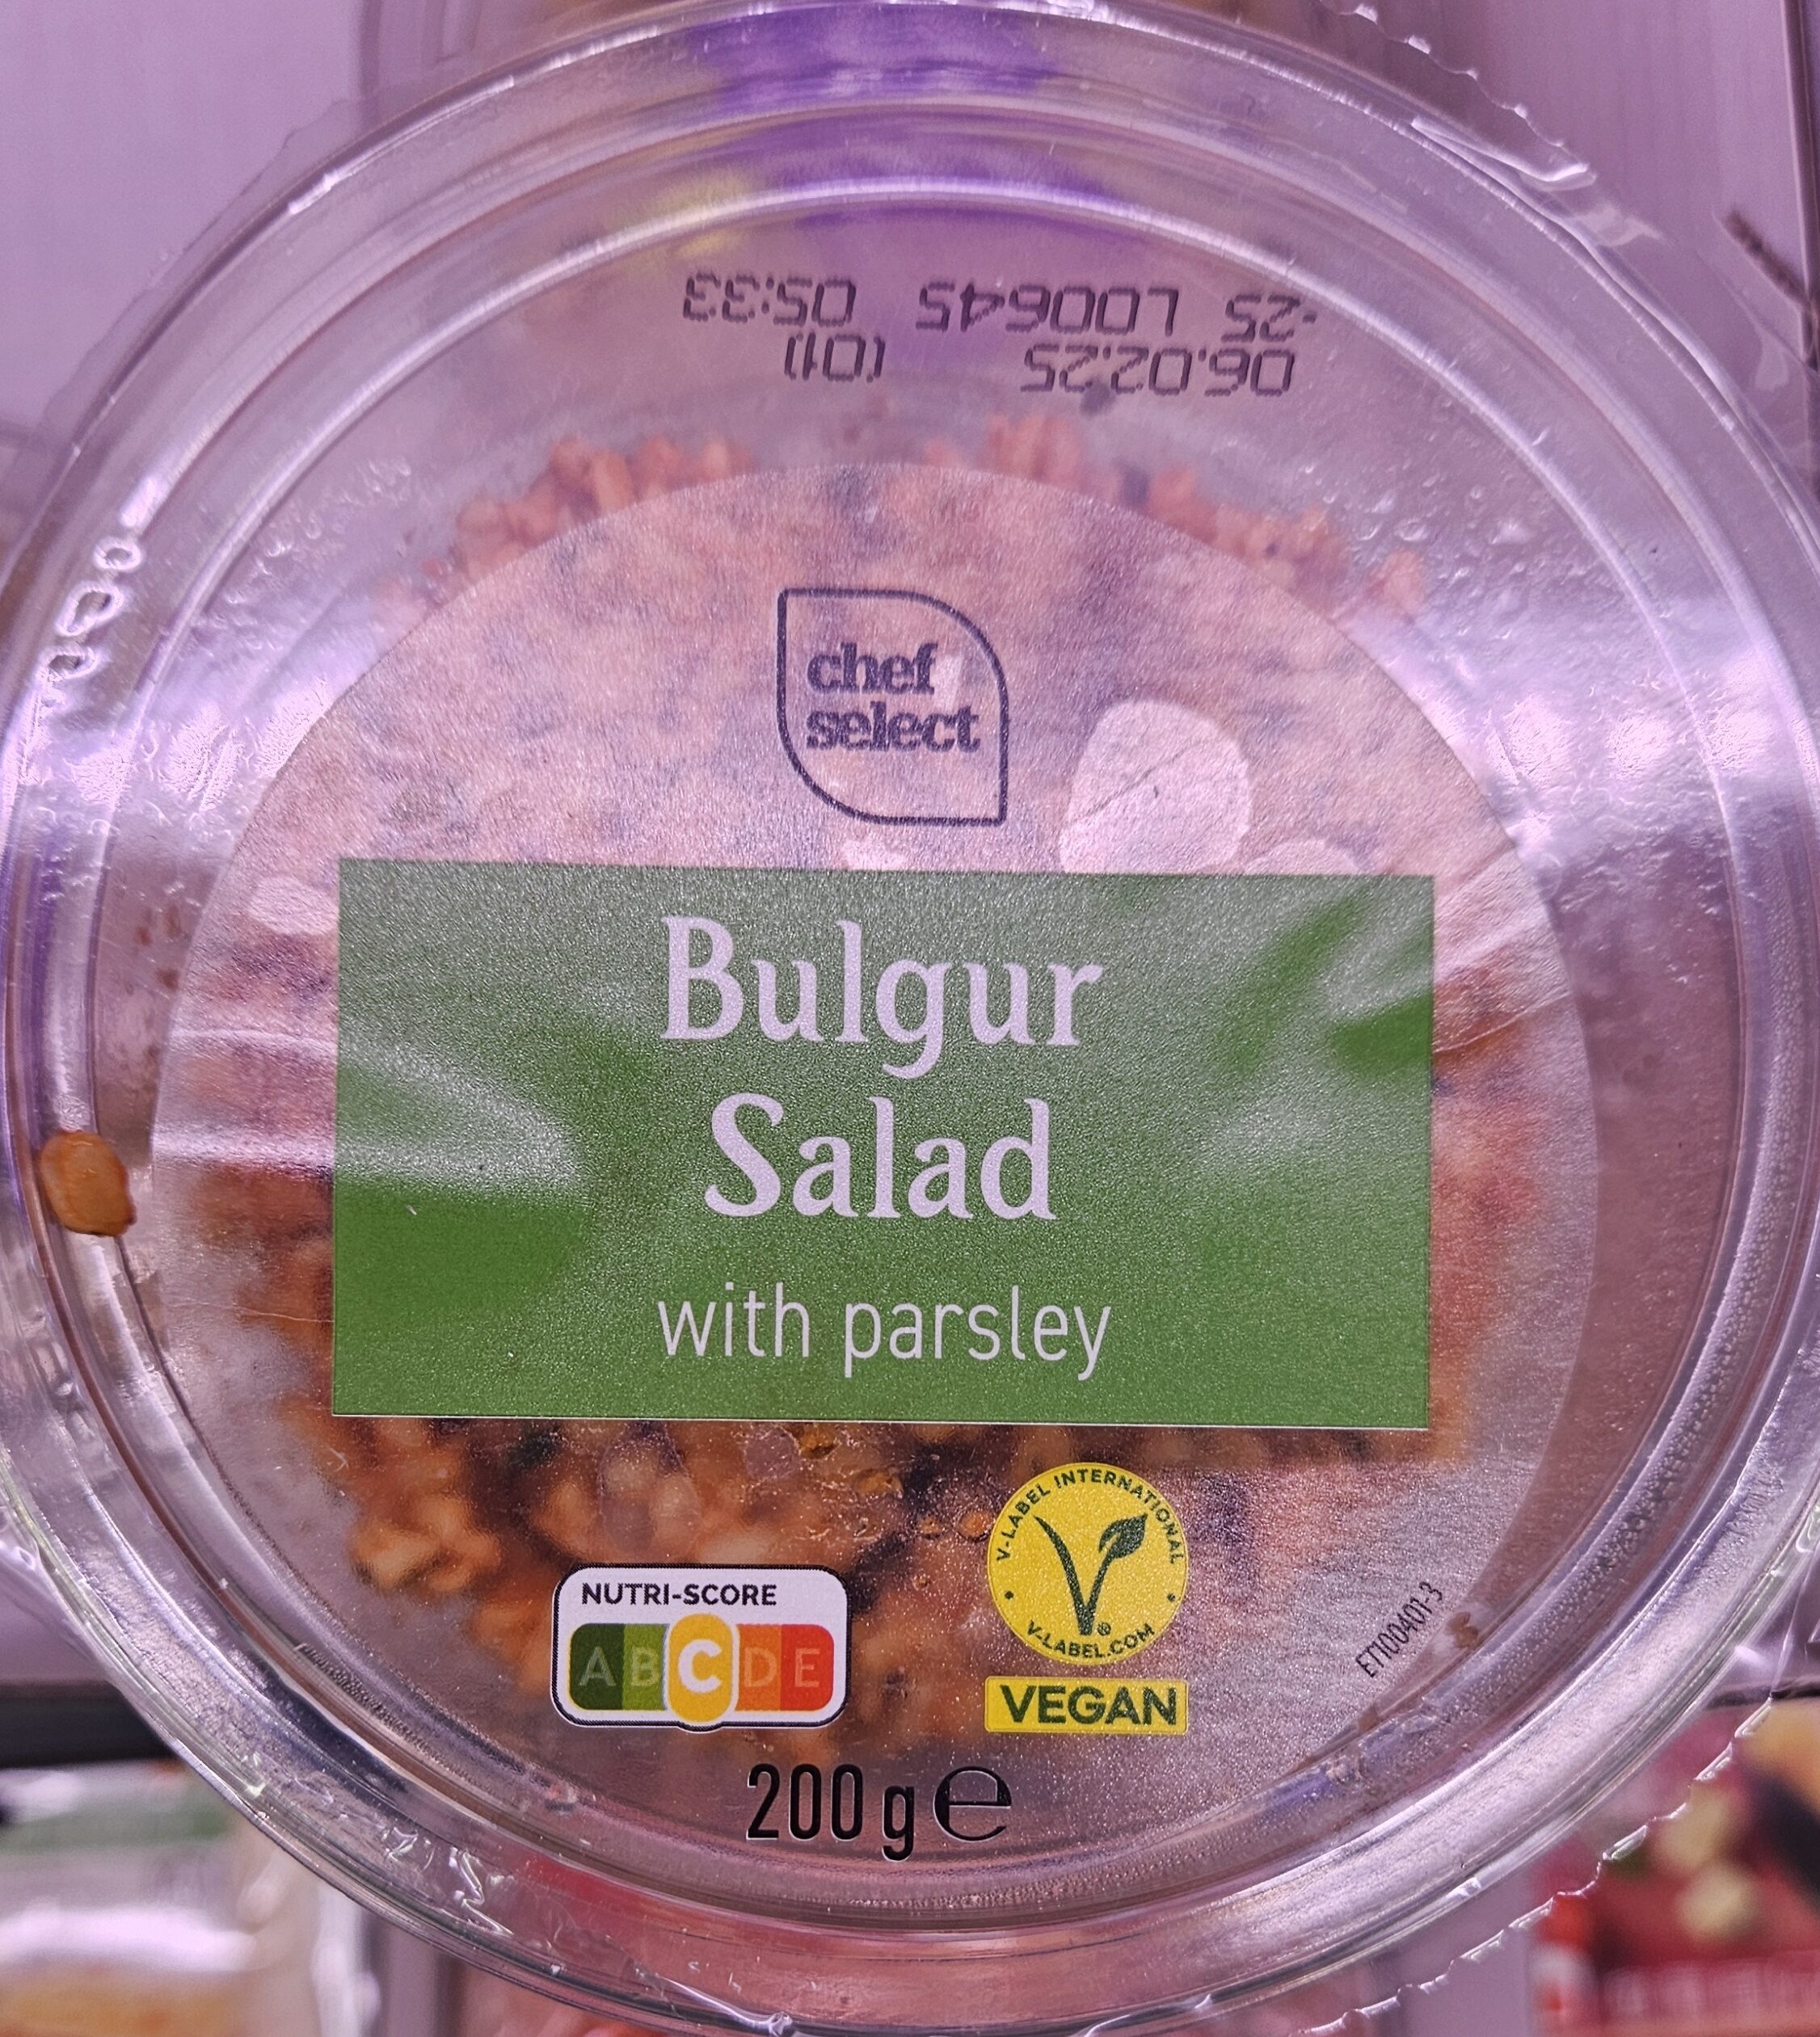 06.02.25 (01)
-25 L00645 05:33
chef
select
Bulgur
Salad
with parsley
NUTRI-SCORE
A B C D E
V-LABEL INTERNATIONAL
V-LABEL.COM
VEGAN
ET100401-3
200 g ℮